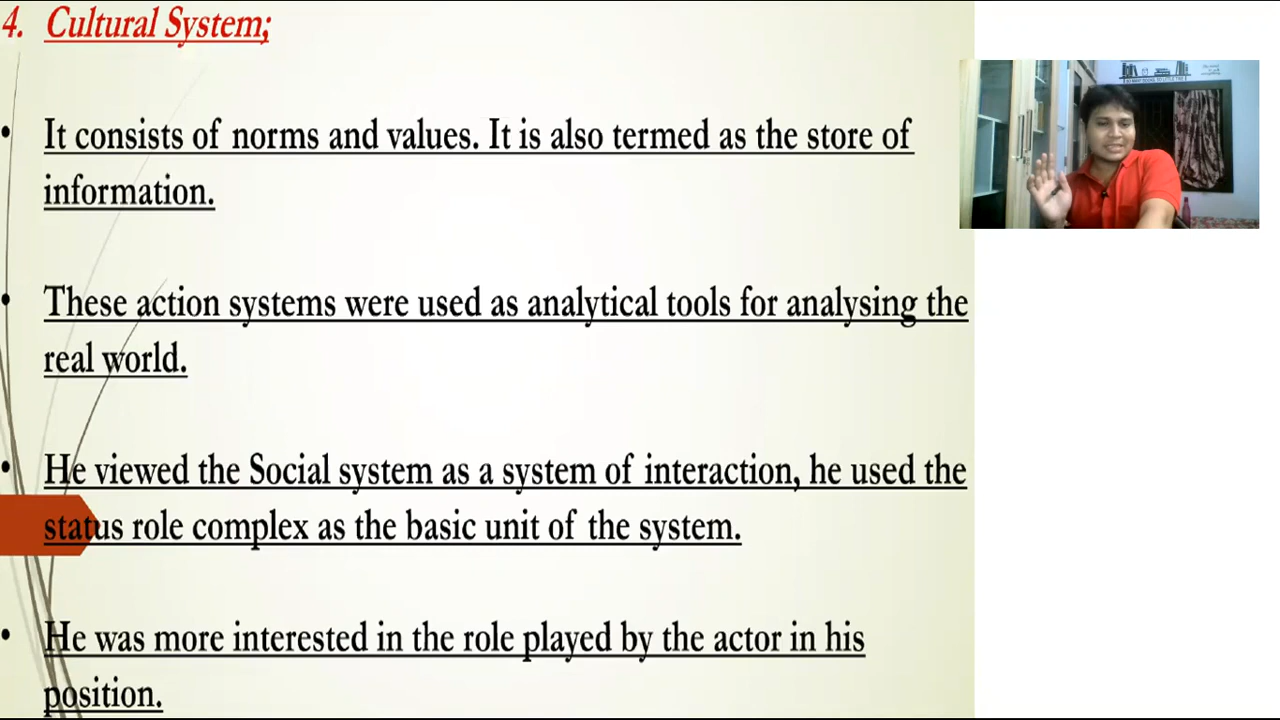 4. Cultural System;
• It consists of norms and values. It is also termed as the store of
information.
• These action systems were used as analytical tools for analysing the
real world.
• He viewed the Social system as a system of interaction, he used the
status role complex as the basic unit of the system.
• He was more interested in the role played by the actor in his
position.